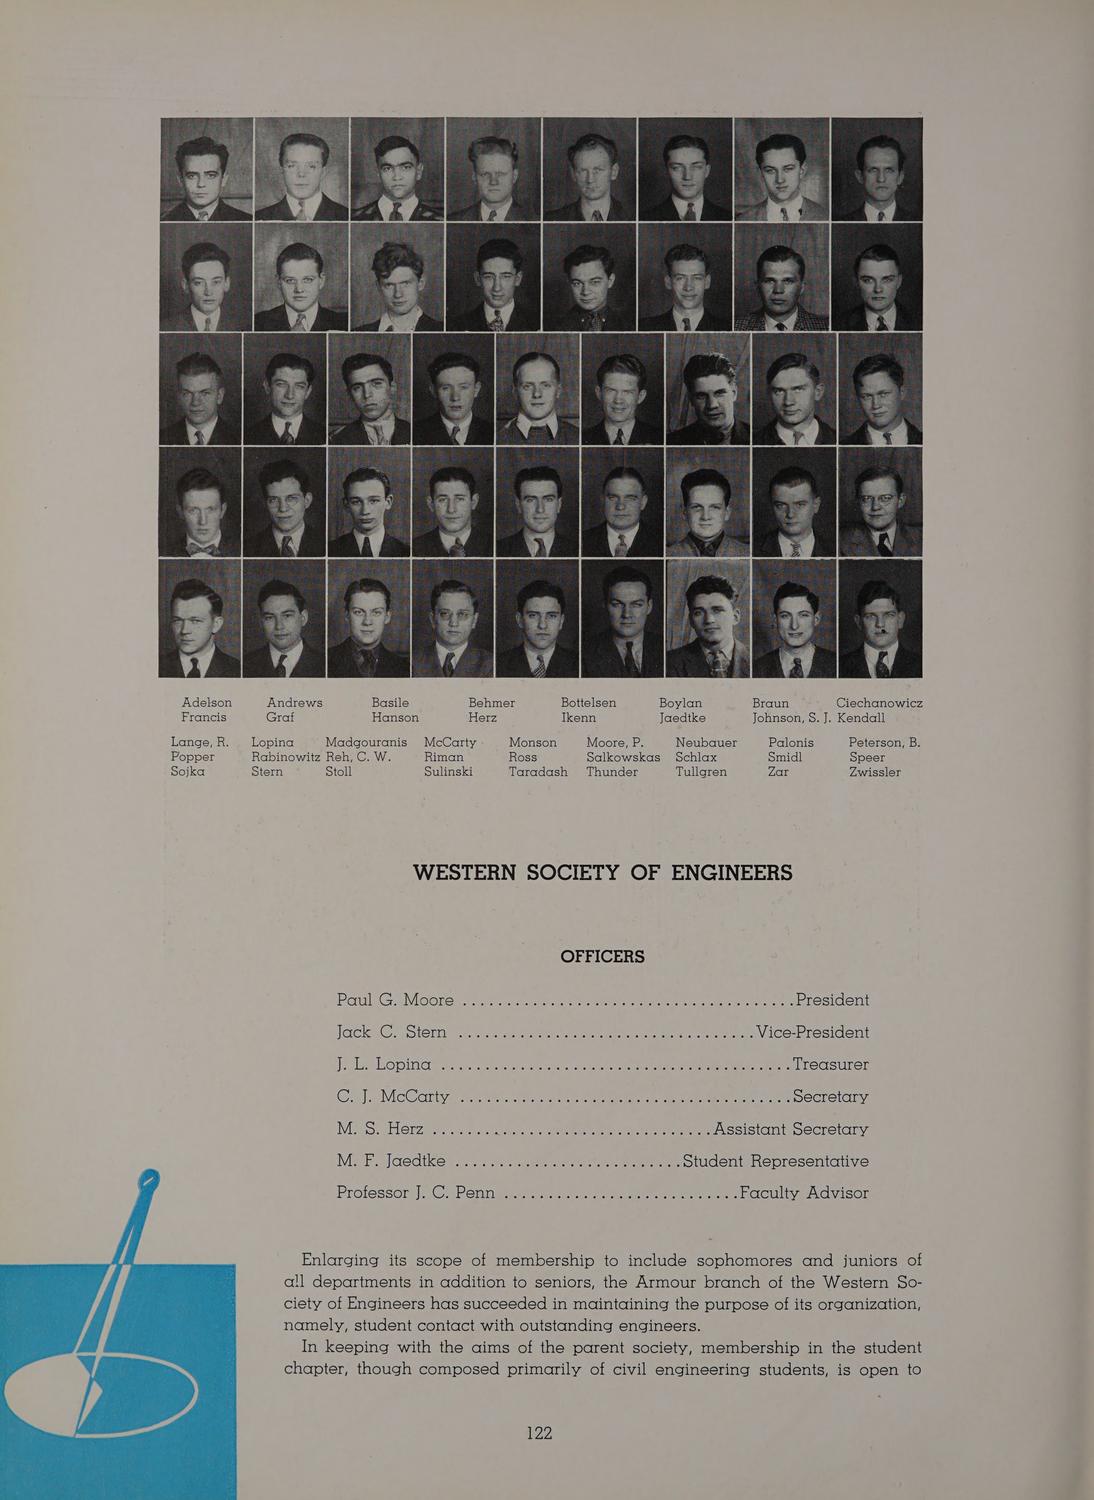 Adelson Andrews Basile Behmer Bottelsen Boylan Braun Ciechanowicz
Francis Graf Hanson Herz Ikenn Jaedtke Johnson, S. J. Kendall
Lange, R. Lopina Madgouranis McCarty Monson Moore, P. Neubauer Palonis Peterson, B.
Popper Rabinowitz Reh, C. W. Riman Ross Salkowskas Schlax Smidl Speer
Sojka Stern Stoll Sulinski Taradash Thunder Tullgren Zar Zwissler
WESTERN SOCIETY OF ENGINEERS
OFFICERS
Paul G. Moore ......................................President
Jack C. Stern ..................................Vice-President
J. L. Lopina ........................................Treasurer
C. J. McCarty ......................................Secretary
M. S. Herz ................................Assistant Secretary
M. F. Jaedtke ..........................Student Representative
Professor J. C. Penn ...........................Faculty Advisor
Enlarging its scope of membership to include sophomores and juniors of
all departments in addition to seniors, the Armour branch of the Western So-
ciety of Engineers has succeeded in maintaining the purpose of its organization,
namely, student contact with outstanding engineers.
In keeping with the aims of the parent society, membership in the student
chapter, though composed primarily of civil engineering students, is open to
122